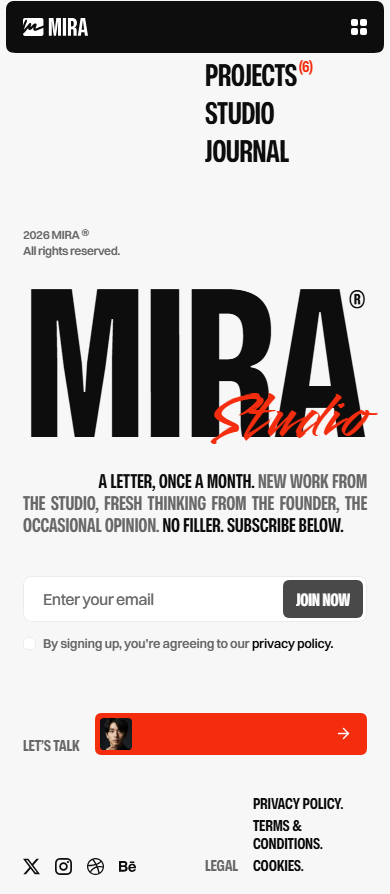 MIRA
PROJECTS(6)
STUDIO
JOURNAL
2026 MIRA ®
All rights reserved.
MIRA®
Studio
A LETTER, ONCE A MONTH. NEW WORK FROM
THE STUDIO, FRESH THINKING FROM THE FOUNDER, THE
OCCASIONAL OPINION. NO FILLER. SUBSCRIBE BELOW.
Enter your email
JOIN NOW
By signing up, you’re agreeing to our privacy policy.
LET’S TALK
PRIVACY POLICY.
TERMS &
CONDITIONS.
LEGAL COOKIES.
Bē